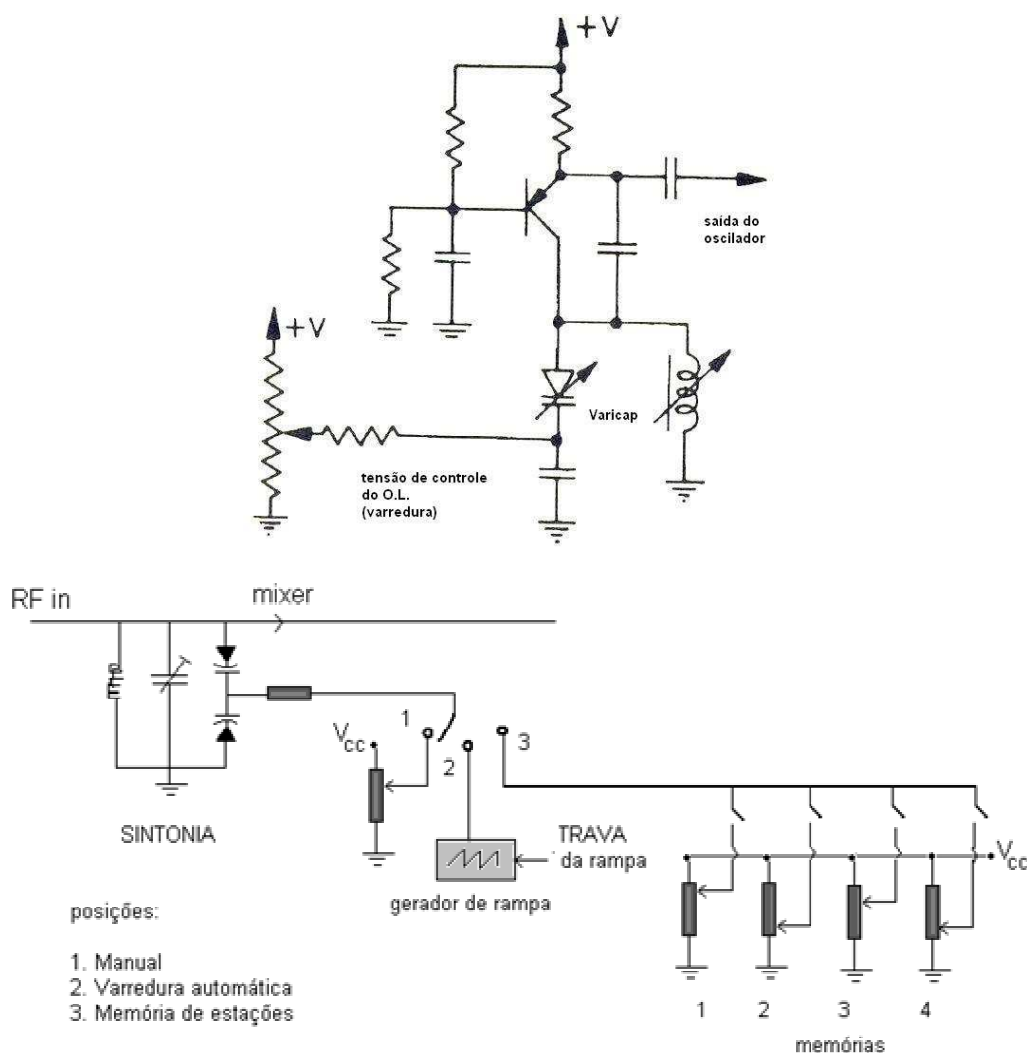 +V
saída do
oscilador
+V
Varicap
tensão de controle
do O.L.
(varredura)
RF in
mixer
1
2
3
Vcc
SINTONIA
TRAVA
da rampa
gerador de rampa
Vcc
posições:
1. Manual
2. Varredura automática
3. Memória de estações
1 2 3 4
memórias